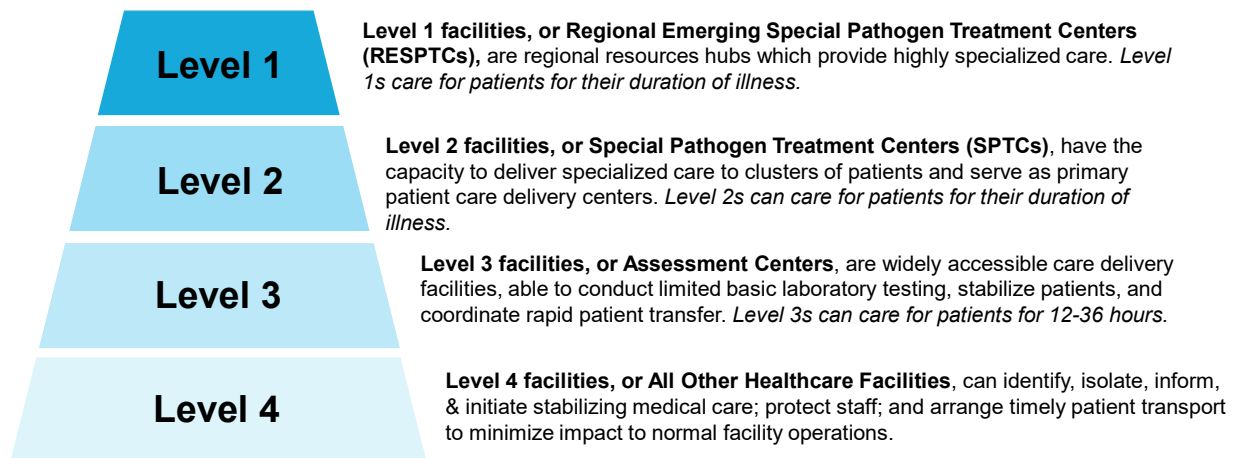 Level 1
Level 1 facilities, or Regional Emerging Special Pathogen Treatment Centers
(RESPTCs), are regional resources hubs which provide highly specialized care. Level
1s care for patients for their duration of illness.
Level 2
Level 2 facilities, or Special Pathogen Treatment Centers (SPTCs), have the
capacity to deliver specialized care to clusters of patients and serve as primary
patient care delivery centers. Level 2s can care for patients for their duration of
illness.
Level 3
Level 3 facilities, or Assessment Centers, are widely accessible care delivery
facilities, able to conduct limited basic laboratory testing, stabilize patients, and
coordinate rapid patient transfer. Level 3s can care for patients for 12-36 hours.
Level 4
Level 4 facilities, or All Other Healthcare Facilities, can identify, isolate, inform,
& initiate stabilizing medical care; protect staff; and arrange timely patient transport
to minimize impact to normal facility operations.